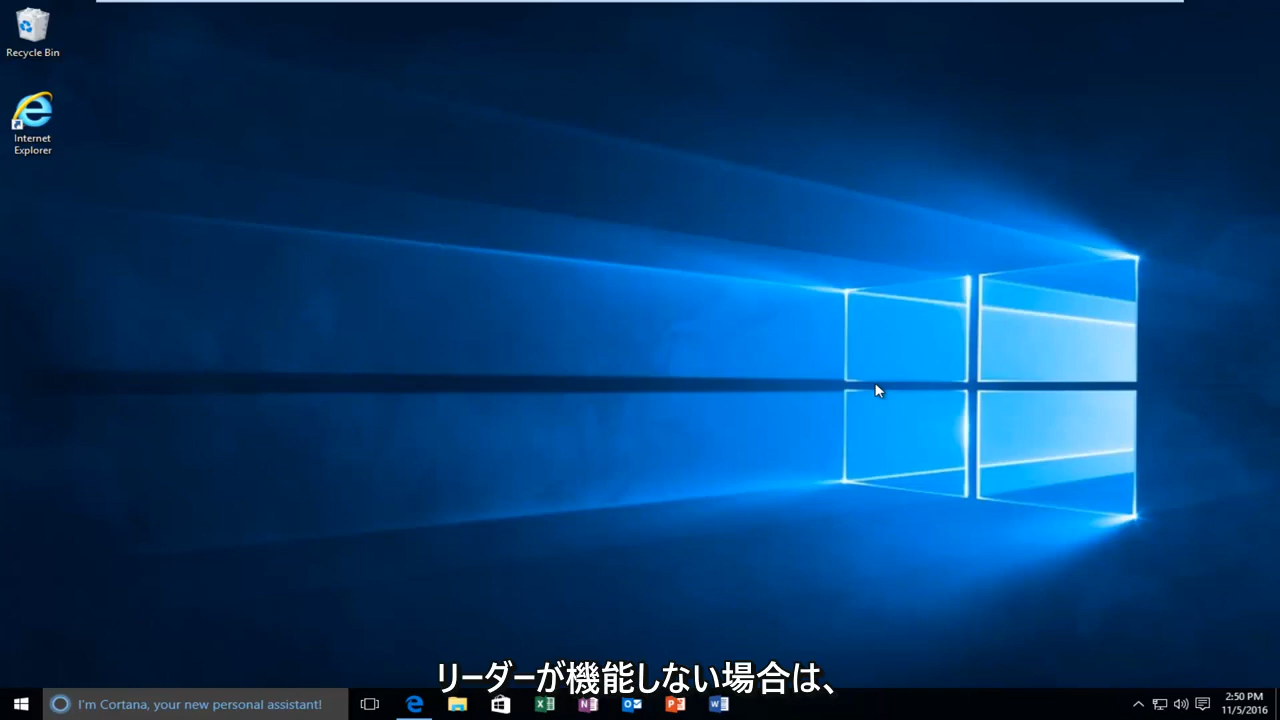 Recycle Bin
Internet
Explorer
リーダーが機能しない場合は、
I'm Cortana, your new personal assistant!
2:50 PM
11/5/2016